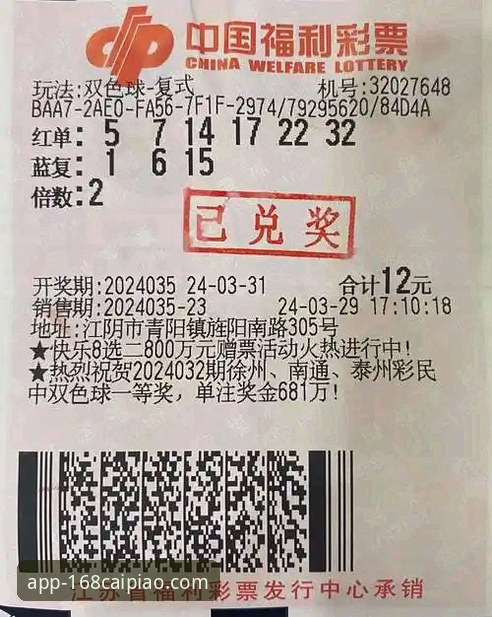 中国福利彩票
CHINA WELFARE LOTTERY
玩法:双色球-复式 机号:32027648
BAA7-2AE0-FA56-7F1F-2974/79295620/84D4A
红单: 5 7 14 17 22 32
蓝复: 1 6 15
倍数:2
已兑奖
开奖期:2024035 24-03-31 合计12元
销售期:2024035-23 24-03-29 17:10:18
地址:江阴市青阳镇旌阳南路305号
★快乐8选二800万元赠票活动火热进行中!
★热烈祝贺2024032期徐州、南通、泰州彩民
中双色球一等奖，单注奖金681万!
app-168caipiao.com
江苏省福利彩票发行中心承销